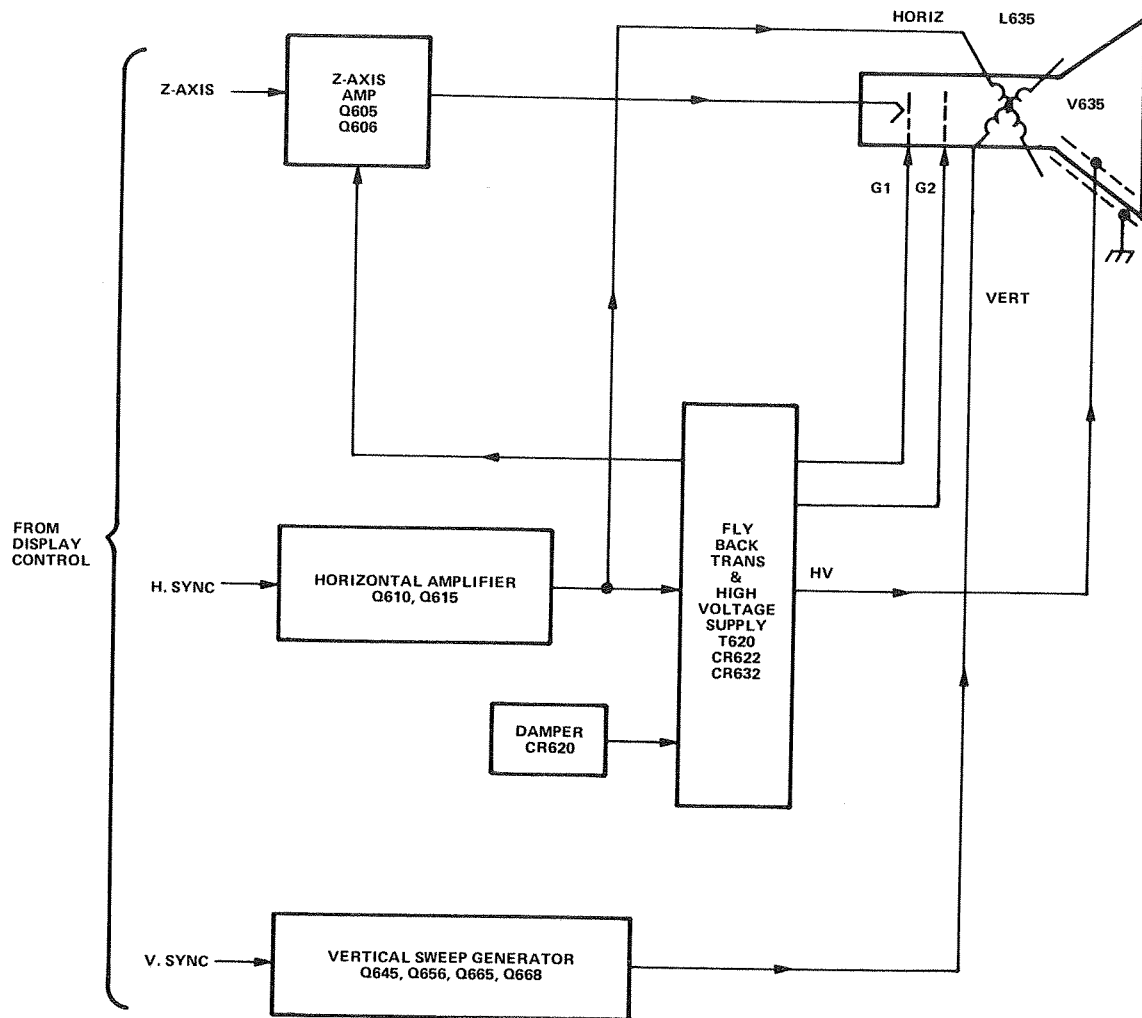 HORIZ
L635
Z-AXIS
Z-AXIS
AMP
Q605
Q606
V635
G1
G2
VERT
FROM
DISPLAY
CONTROL
H. SYNC
HORIZONTAL AMPLIFIER
Q610, Q615
FLY
BACK
TRANS
&
HIGH
VOLTAGE
SUPPLY
T620
CR622
CR632
HV
DAMPER
CR620
V. SYNC
VERTICAL SWEEP GENERATOR
Q645, Q656, Q665, Q668